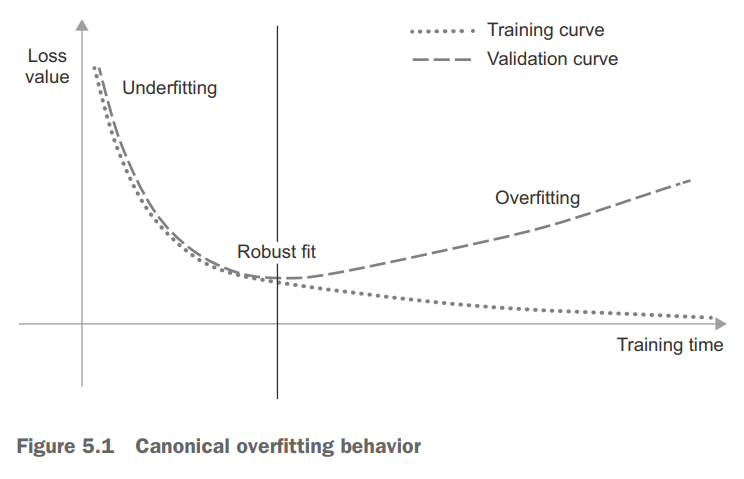 Loss
value
Training curve
Validation curve
Underfitting
Overfitting
Robust fit
Training time
Figure 5.1 Canonical overfitting behavior